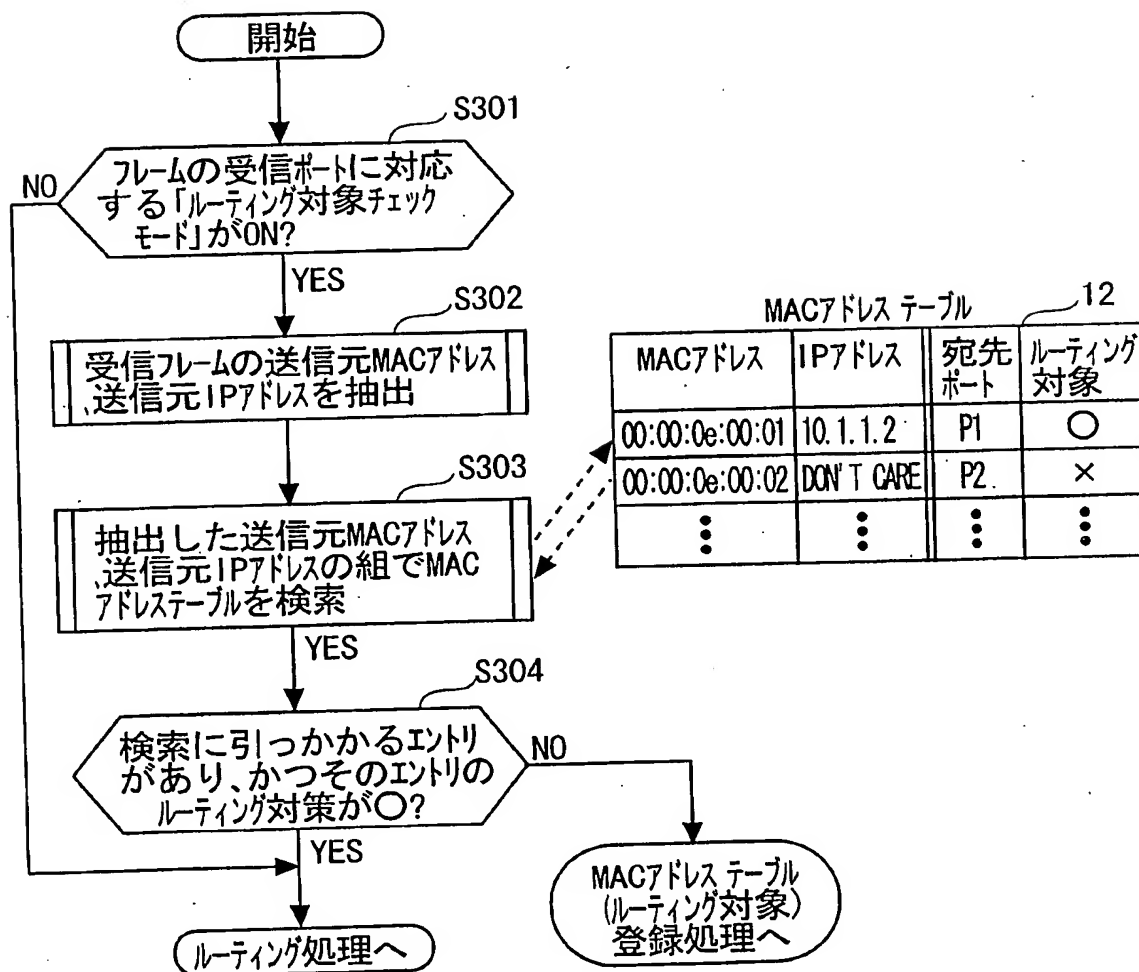 開始
S301
フレームの受信ポートに対応
する「ルーティング対象チェック
モード」がON?
NO
YES
S302
受信フレームの送信元MACアドレス
、送信元IPアドレスを抽出
S303
抽出した送信元MACアドレス
、送信元IPアドレスの組でMAC
アドレステーブルを検索
YES
S304
検索に引っかかるエントリ
があり、かつそのエントリの
ルーティング対策が○?
NO
YES
ルーティング処理へ
MACアドレス テーブル
(ルーティング対象)
登録処理へ
MACアドレス テーブル
12
MACアドレス IPアドレス 宛先 ルーティング
ポート 対象
00:00:0e:00:01 10.1.1.2 P1 ○
00:00:0e:00:02 DON'T CARE P2. ×